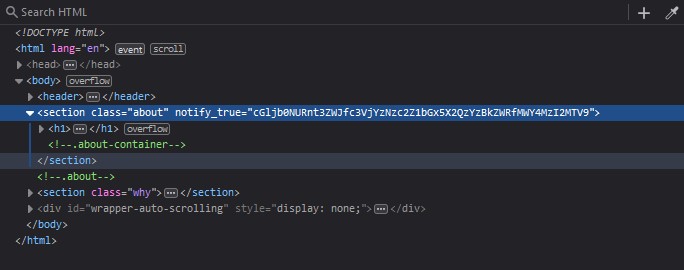 Search HTML
<!DOCTYPE html>
<html lang="en"> event scroll
<head> ⋯ </head>
<body> overflow
<header> ⋯ </header>
<section class="about" notify_true="cGljb0NURnt3ZWJfc3VjYzNzc2Z1bGx5X2QzYzBkZWRfMWY4MzI2MTV9">
<h1> ⋯ </h1> overflow
<!--.about-container-->
</section>
<!--.about-->
<section class="why"> ⋯ </section>
<div id="wrapper-auto-scrolling" style="display: none;"> ⋯ </div>
</body>
</html>